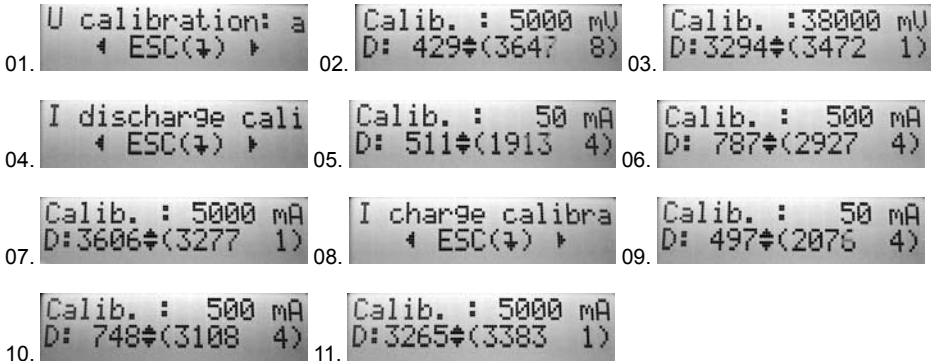 01. U calibration: a
◂ ESC(↴) ▸
02. Calib. : 5000 mV
D: 429♦(3647 8)
03. Calib. :38000 mV
D:3294♦(3472 1)
04. I discharge cali
◂ ESC(↴) ▸
05. Calib. : 50 mA
D: 511♦(1913 4)
06. Calib. : 500 mA
D: 787♦(2927 4)
07. Calib. : 5000 mA
D:3606♦(3277 1)
08. I charge calibra
◂ ESC(↴) ▸
09. Calib. : 50 mA
D: 497♦(2076 4)
10. Calib. : 500 mA
D: 748♦(3108 4)
11. Calib. : 5000 mA
D:3265♦(3383 1)